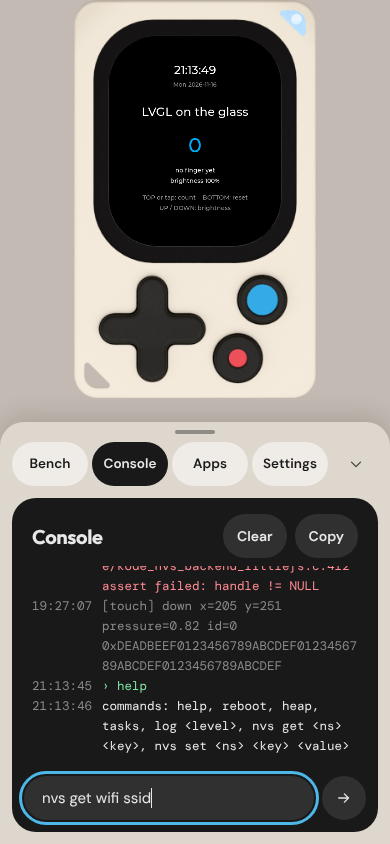 21:13:49
Mon 2026-11-16
LVGL on the glass
0
no finger yet
brightness 100%
TOP or tap: count BOTTOM: reset
UP / DOWN: brightness
Bench
Console
Apps
Settings
Console
Clear
Copy
e/kode_nvs_backend_littlefs.c:412
assert failed: handle != NULL
19:27:07 [touch] down x=205 y=251
pressure=0.82 id=0
0xDEADBEEF0123456789ABCDEF01234567
89ABCDEF0123456789ABCDEF
21:13:45 › help
21:13:46 commands: help, reboot, heap,
tasks, log <level>, nvs get <ns>
<key>, nvs set <ns> <key> <value>
nvs get wifi ssid